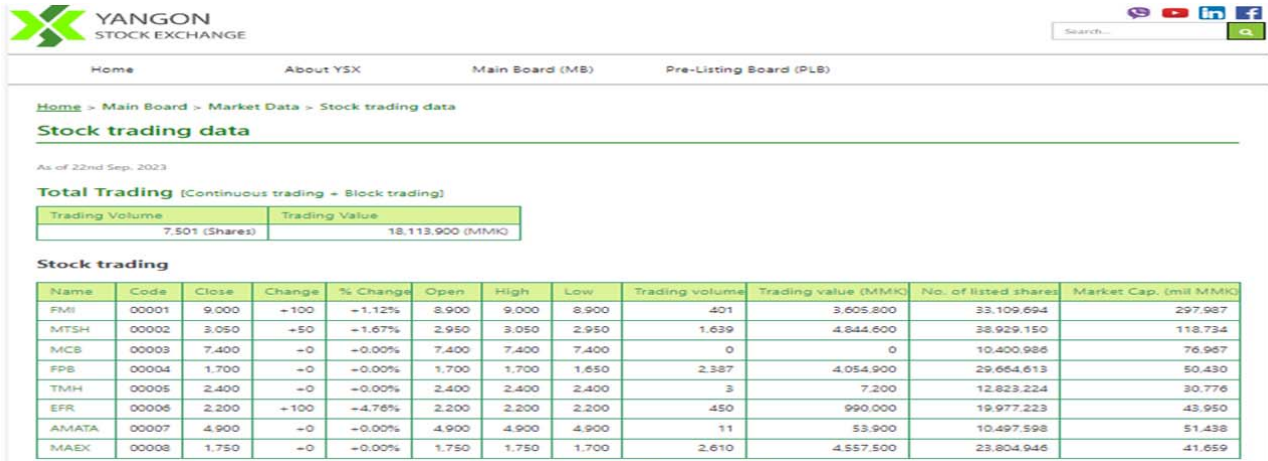 YANGON
STOCK EXCHANGE
in f
Search...
Home About YSX Main Board (MB) Pre-Listing Board (PLB)
Home > Main Board > Market Data > Stock trading data
Stock trading data
As of 22nd Sep, 2023
Total Trading [Continuous trading + Block trading]
Trading Volume Trading Value
7,501 (Shares) 18,113,900 (MMK)
Stock trading
Name Code Close Change % Change Open High Low Trading volume Trading value (MMK) No. of listed shares Market Cap. (mil MMK)
FMI 00001 9,000 +100 +1.12% 8,900 9,000 8,900 401 3,605,800 33,109,694 297,987
MTSH 00002 3,050 +50 +1.67% 2,950 3,050 2,950 1,639 4,844,600 38,929,150 118,734
MCB 00003 7,400 +0 +0.00% 7,400 7,400 7,400 0 0 10,400,986 76,967
FPB 00004 1,700 +0 +0.00% 1,700 1,700 1,650 2,387 4,054,900 29,664,613 50,430
TMH 00005 2,400 +0 +0.00% 2,400 2,400 2,400 3 7,200 12,823,224 30,776
EFR 00006 2,200 +100 +4.76% 2,200 2,200 2,200 450 990,000 19,977,223 43,950
AMATA 00007 4,900 +0 +0.00% 4,900 4,900 4,900 11 53,900 10,497,598 51,438
MAEX 00008 1,750 +0 +0.00% 1,750 1,750 1,700 2,610 4,557,500 23,804,946 41,659